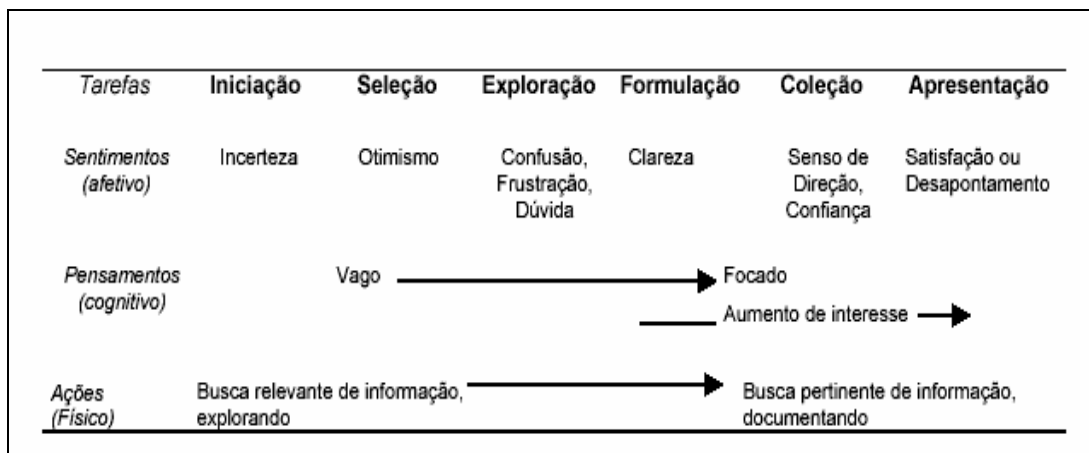 Tarefas Iniciação Seleção Exploração Formulação Coleção Apresentação
Sentimentos Incerteza Otimismo Confusão, Clareza Senso de Satisfação ou
(afetivo) Frustração, Direção, Desapontamento
Dúvida Confiança
Pensamentos Vago Focado
(cognitivo)
Aumento de interesse
Ações Busca relevante de informação, Busca pertinente de informação,
(Físico) explorando documentando